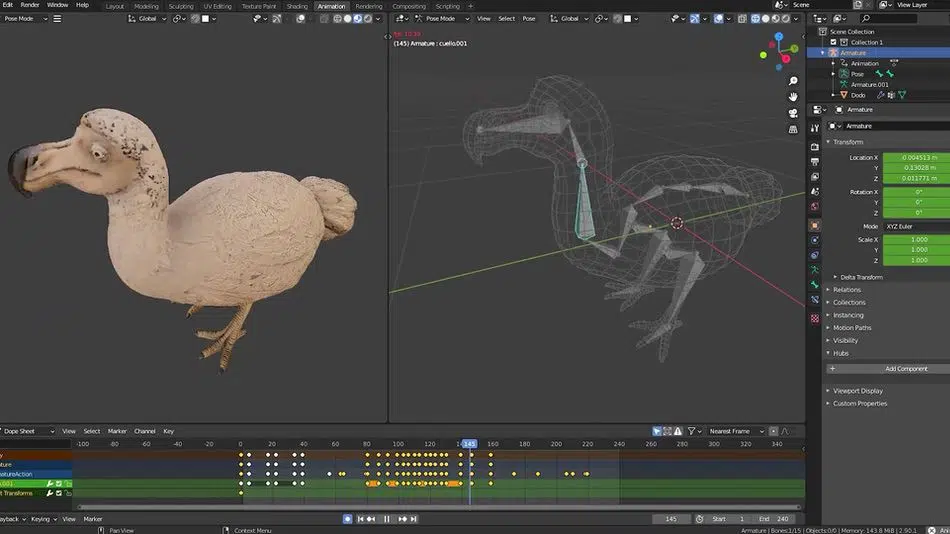 Edit Render Window Help Layout Modeling Sculpting UV Editing Texture Paint Shading Animation Rendering Compositing Scripting + Scene View Layer
Pose Mode Global Pose Mode View Select Pose Global
(145) Armature : cuello.001
Scene Collection
Collection 1
Armature
Animation
Pose
Armature.001
Dodo
Armature
Armature
Transform
Location X -0.004513 m
Y -0.13028 m
Z 0.011771 m
Rotation X 0°
Y 0°
Z 0°
Mode XYZ Euler
Scale X 1.000
Y 1.000
Z 1.000
Delta Transform
Relations
Collections
Instancing
Motion Paths
Visibility
Hubs
+ Add Component
Viewport Display
Custom Properties
Dope Sheet View Select Marker Channel Key Nearest Frame
-100 -80 -60 -40 -20 0 20 40 60 80 100 120 145 160 180 200 220 240 260 280 300 320 340
ature
natureAction
.001
t Transforms
layback Keying View Marker 145 Start 1 End 240
Pan View Context Menu Armature | Bones:1/15 | Objects:0/0 | Memory: 143.8 MiB | 2.90.1